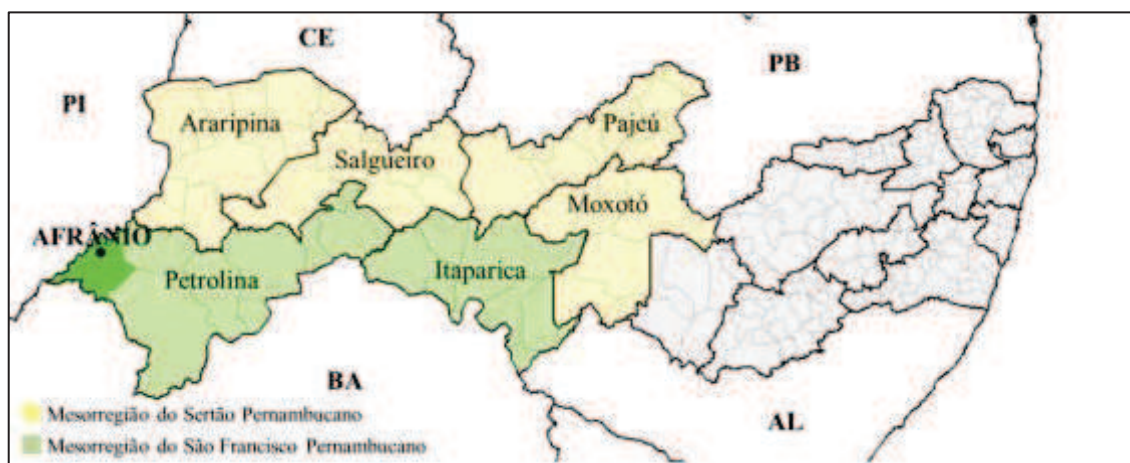 CE
PB
PI
Araripina
Pajeú
Salgueiro
Moxotó
AFRÂNIO
Petrolina
Itaparica
BA
AL
Mesorregião do Sertão Pernambucano
Mesorregião do São Francisco Pernambucano